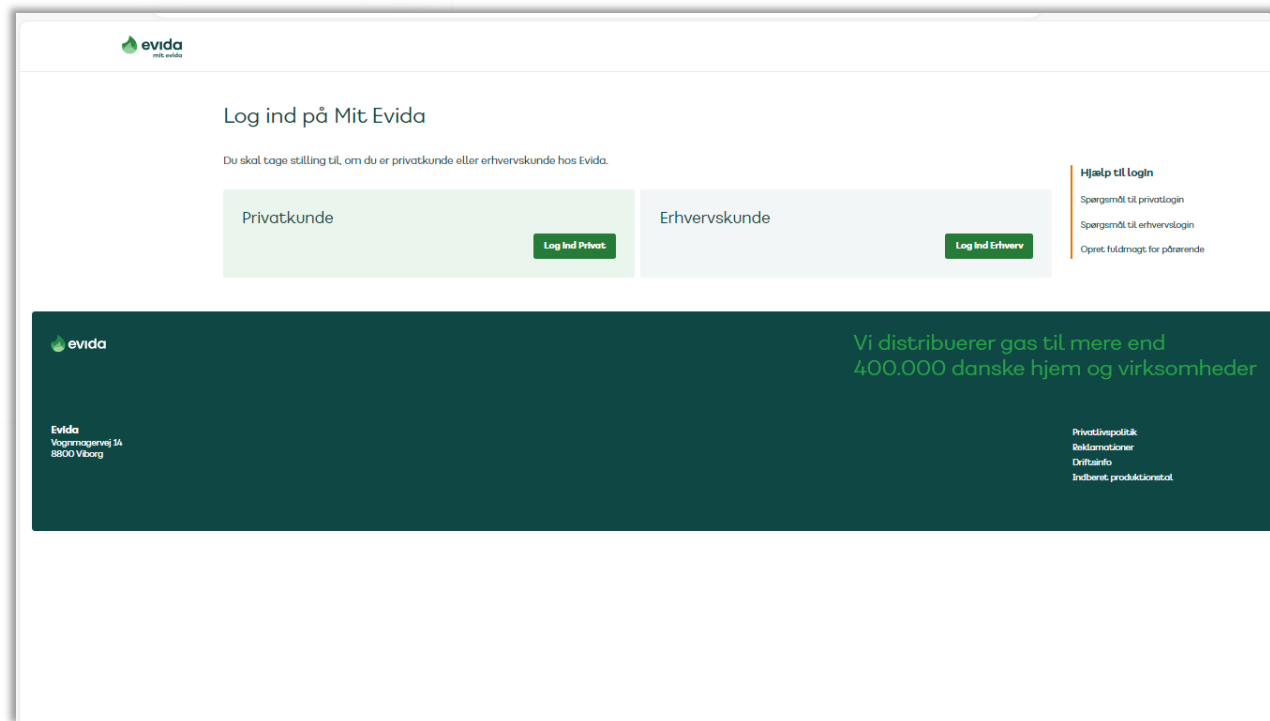 evida
mit evida
Log ind på Mit Evida
Du skal tage stilling til, om du er privatkunde eller erhvervskunde hos Evida.
Privatkunde
Log ind Privat
Erhvervskunde
Log ind Erhverv
Hjælp til login
Spørgsmål til privatlogin
Spørgsmål til erhvervslogin
Opret fuldmagt for pårørende
evida
Vi distribuerer gas til mere end
400.000 danske hjem og virksomheder
Evida
Vognmagervej 14
8800 Viborg
Privatlivspolitik
Reklamationer
Driftsinfo
Indberet produktionstal